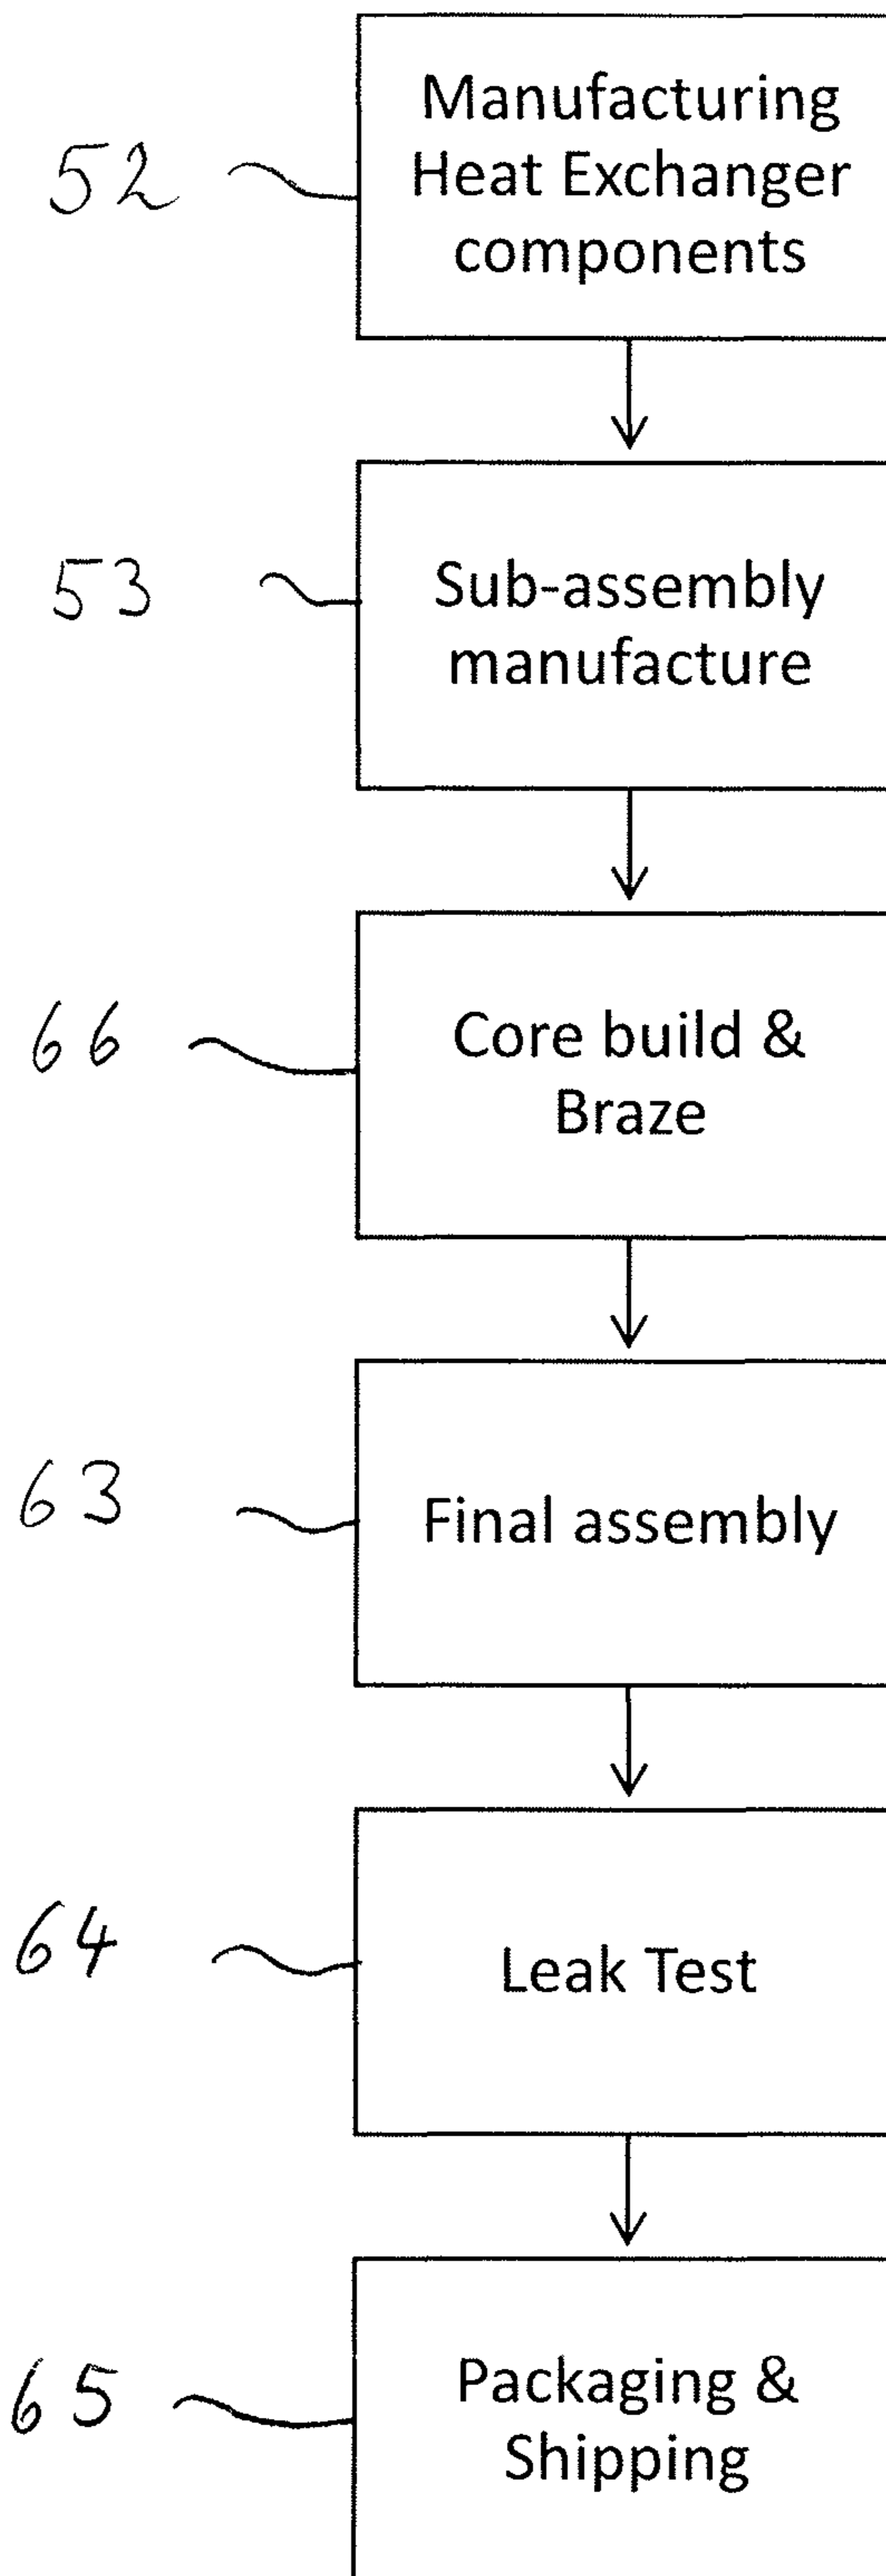 52
Manufacturing
Heat Exchanger
components
53
Sub-assembly
manufacture
66
Core build &
Braze
63
Final assembly
64
Leak Test
65
Packaging &
Shipping